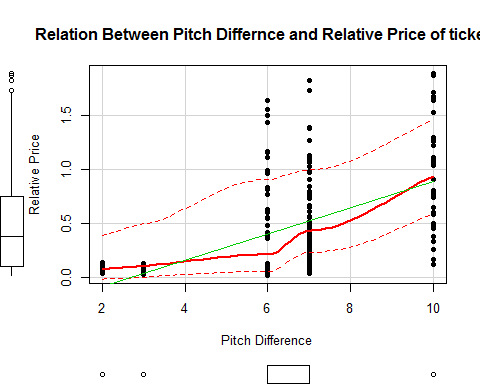 Relation Between Pitch Differnce and Relative Price of ticke
Relative Price
1.5
1.0
0.5
0.0
2 4 6 8 10
Pitch Difference